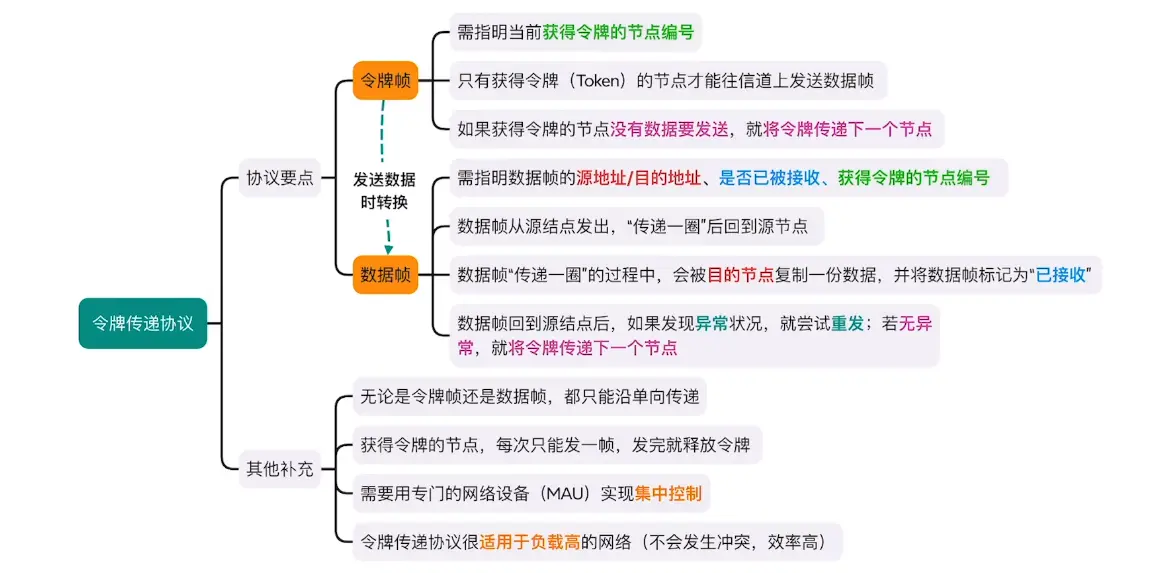 令牌传递协议
协议要点
令牌帧
需指明当前获得令牌的节点编号
只有获得令牌（Token）的节点才能往信道上发送数据帧
如果获得令牌的节点没有数据要发送，就将令牌传递下一个节点
发送数据
时转换
数据帧
需指明数据帧的源地址/目的地址、是否已被接收、获得令牌的节点编号
数据帧从源结点发出，“传递一圈”后回到源节点
数据帧“传递一圈”的过程中，会被目的节点复制一份数据，并将数据帧标记为“已接收”
数据帧回到源结点后，如果发现异常状况，就尝试重发；若无异
常，就将令牌传递下一个节点
其他补充
无论是令牌帧还是数据帧，都只能沿单向传递
获得令牌的节点，每次只能发一帧，发完就释放令牌
需要用专门的网络设备（MAU）实现集中控制
令牌传递协议很适用于负载高的网络（不会发生冲突，效率高）